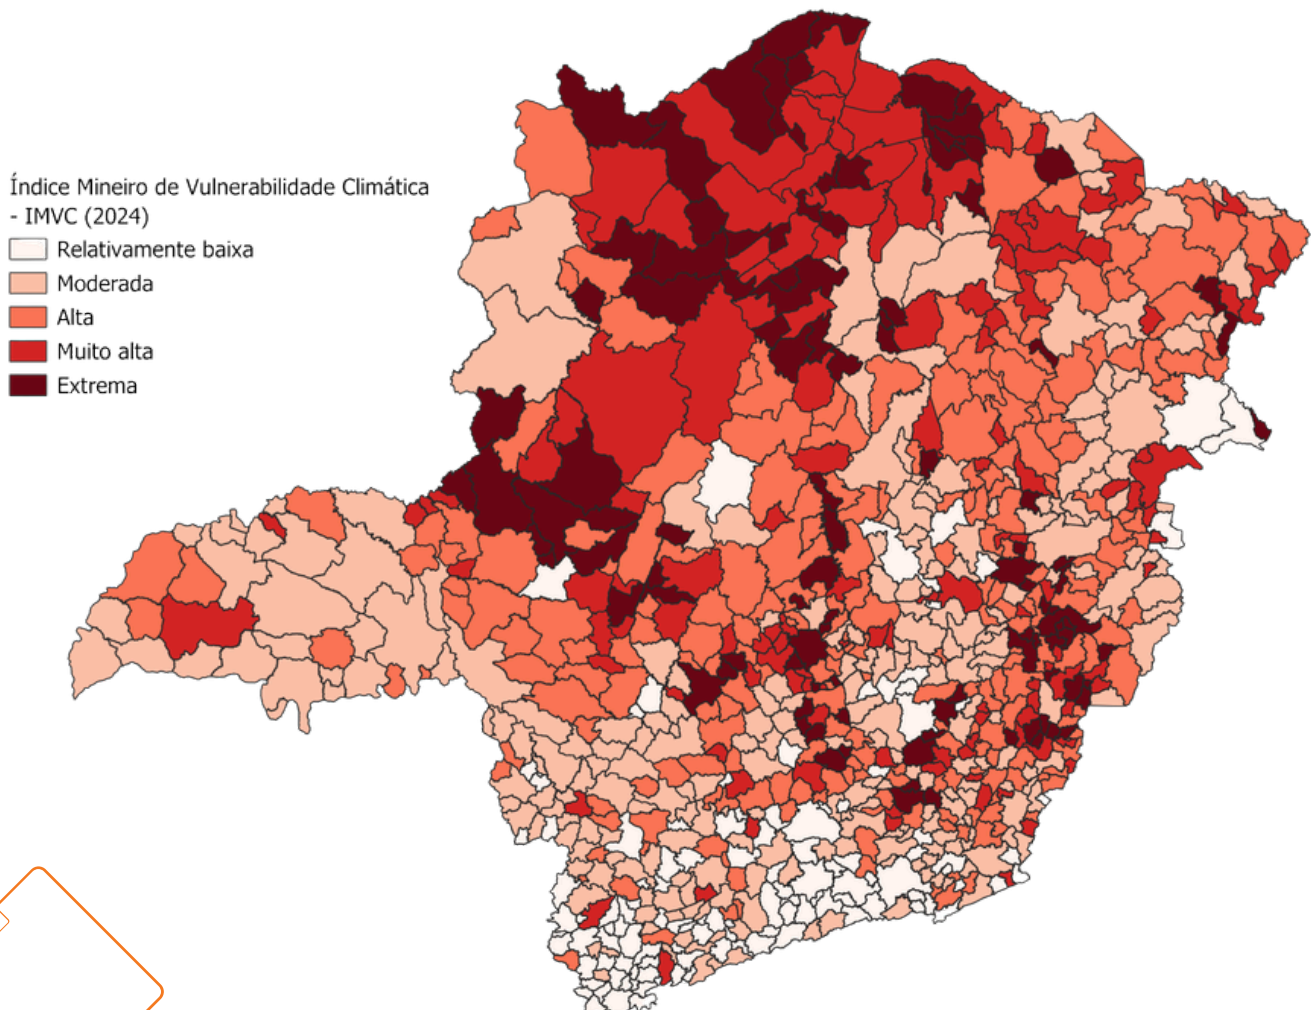 Índice Mineiro de Vulnerabilidade Climática
- IMVC (2024)
Relativamente baixa
Moderada
Alta
Muito alta
Extrema